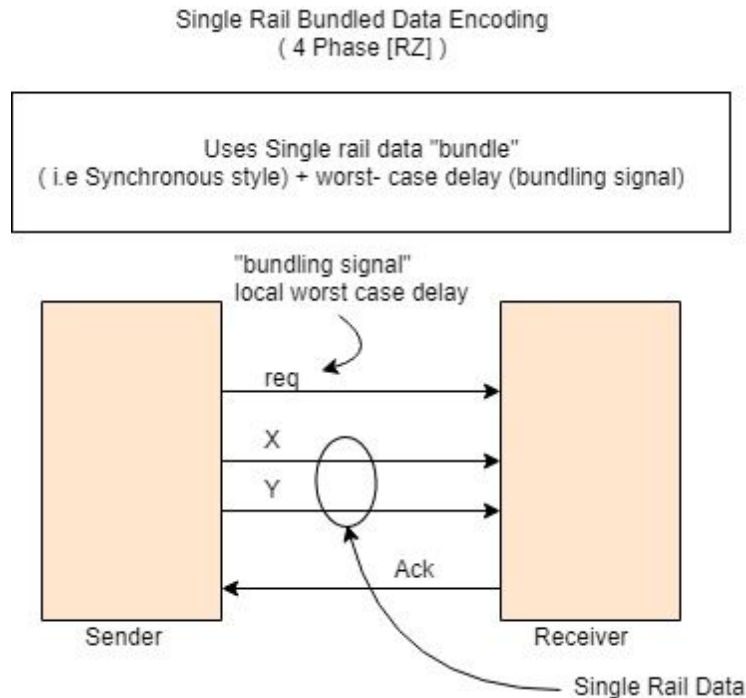 Single Rail Bundled Data Encoding
( 4 Phase [RZ] )
Uses Single rail data "bundle"
( i.e Synchronous style) + worst- case delay (bundling signal)
"bundling signal"
local worst case delay
req
X
Y
Ack
Sender
Receiver
Single Rail Data